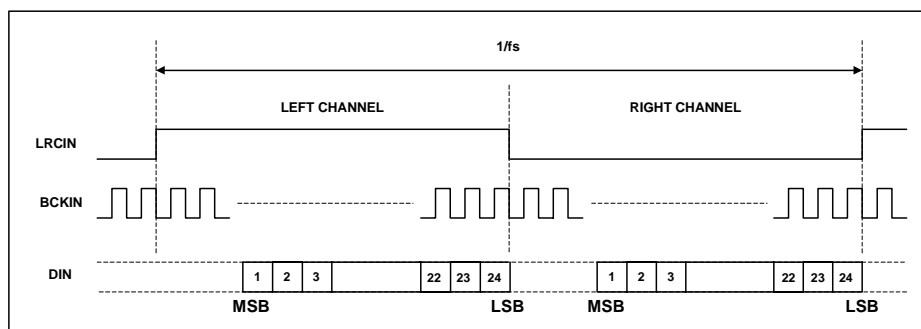 1/fs
LEFT CHANNEL RIGHT CHANNEL
LRCIN
BCKIN
DIN 1 2 3 22 23 24 1 2 3 22 23 24
MSB LSB MSB LSB